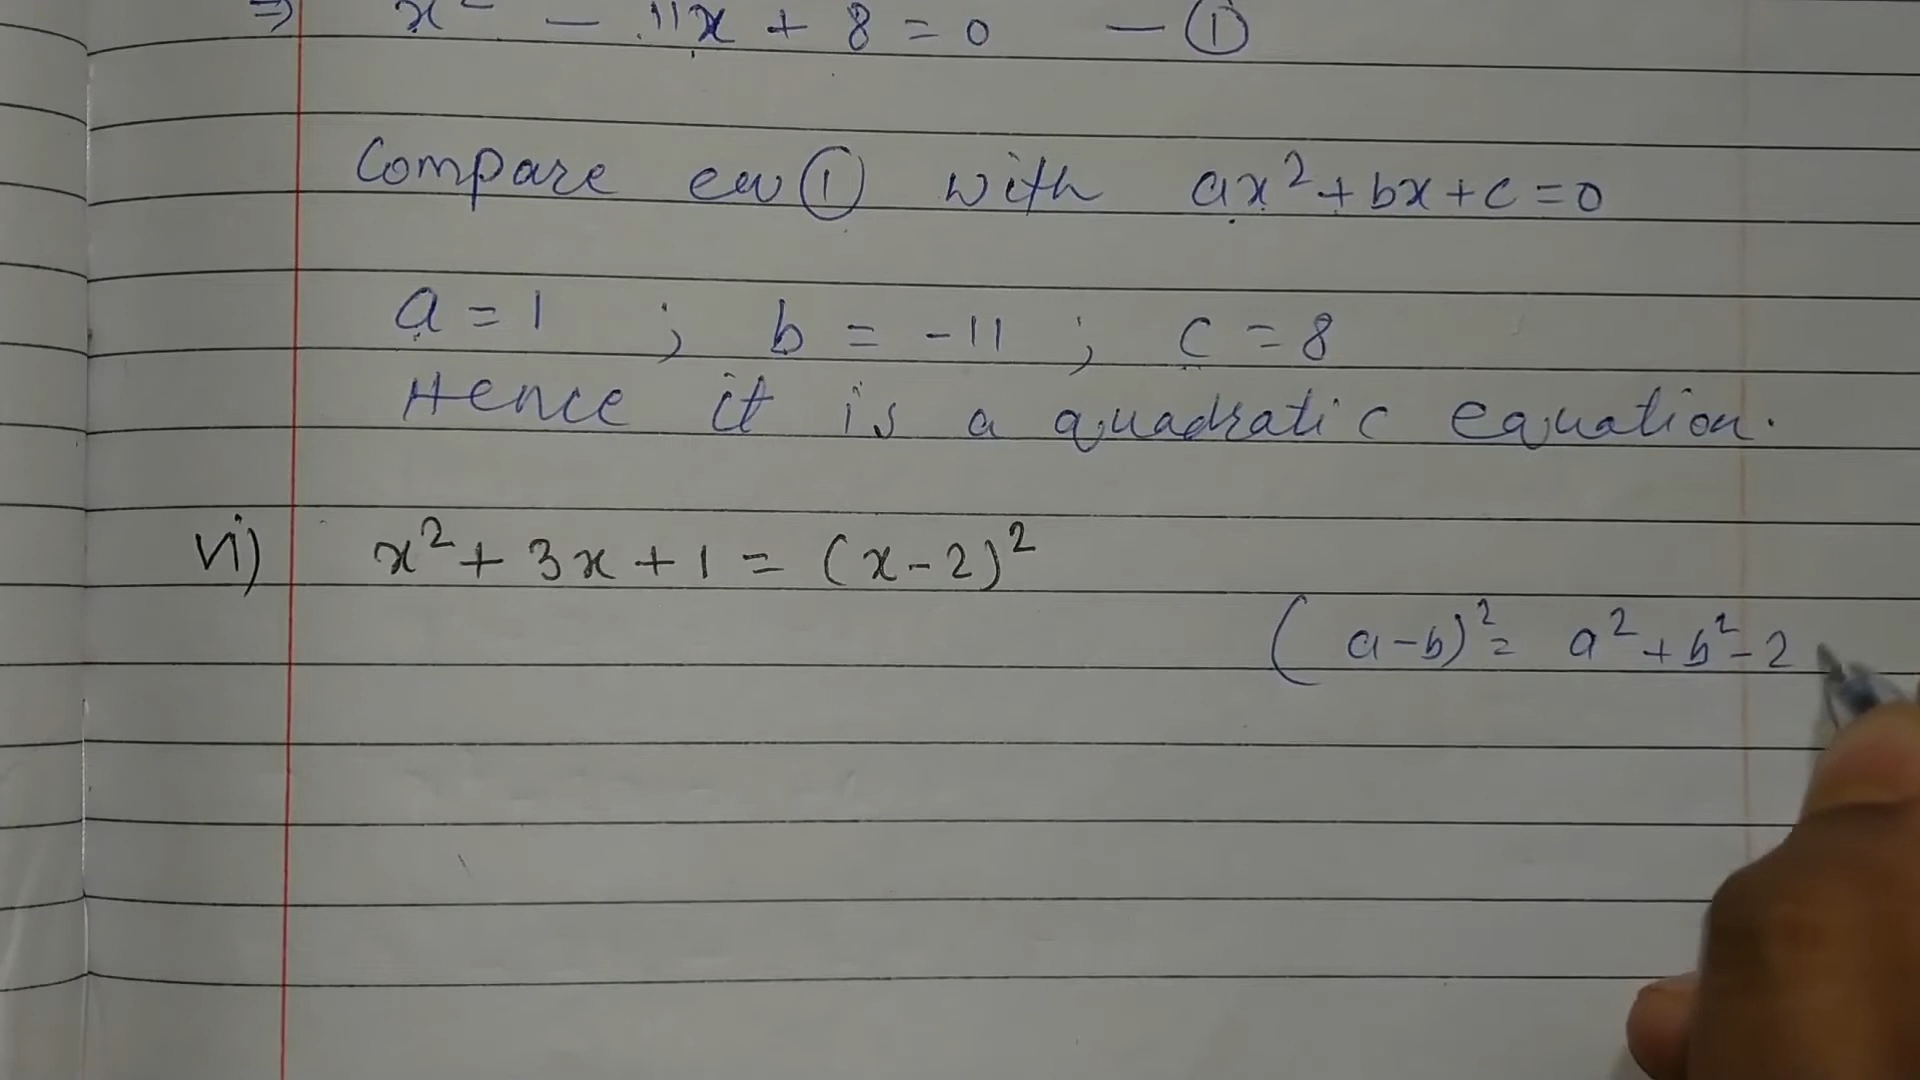 ⇒ x² - 11x + 8 = 0 - ①
Compare eq ① with ax² + bx + c = 0
a = 1 ; b = -11 ; c = 8
Hence it is a quadratic equation.
vi) x² + 3x + 1 = (x - 2)²
( a - b)² = a² + b² - 2